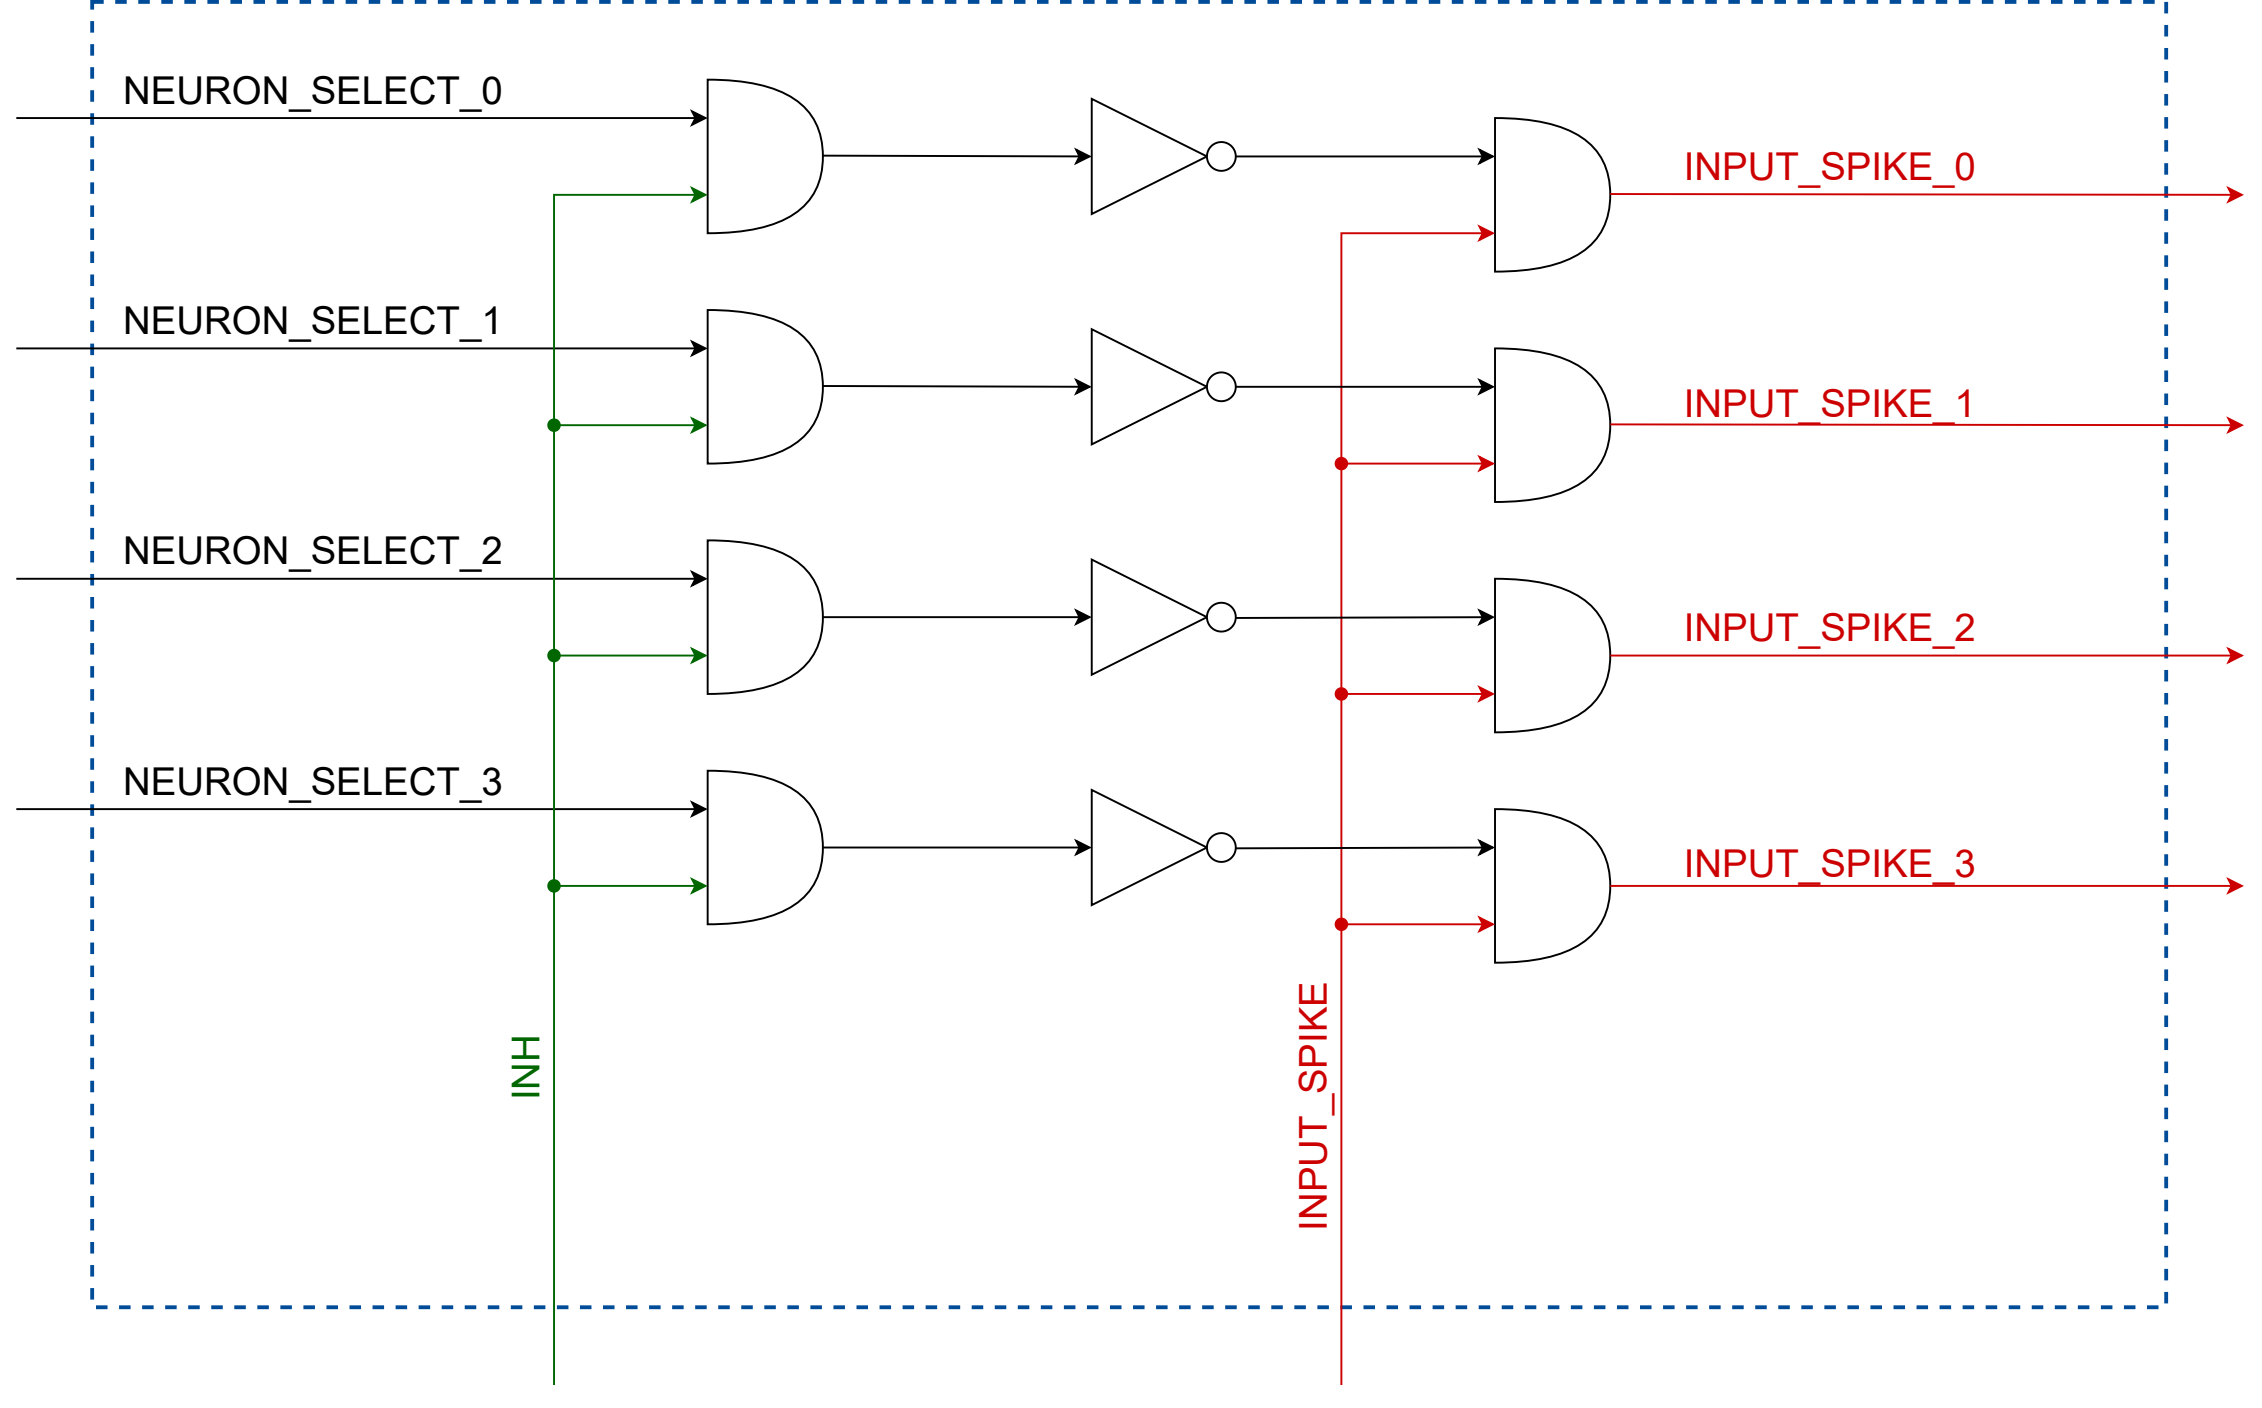 NEURON_SELECT_0
INPUT_SPIKE_0
NEURON_SELECT_1
INPUT_SPIKE_1
NEURON_SELECT_2
INPUT_SPIKE_2
NEURON_SELECT_3
INPUT_SPIKE_3
INH
INPUT_SPIKE